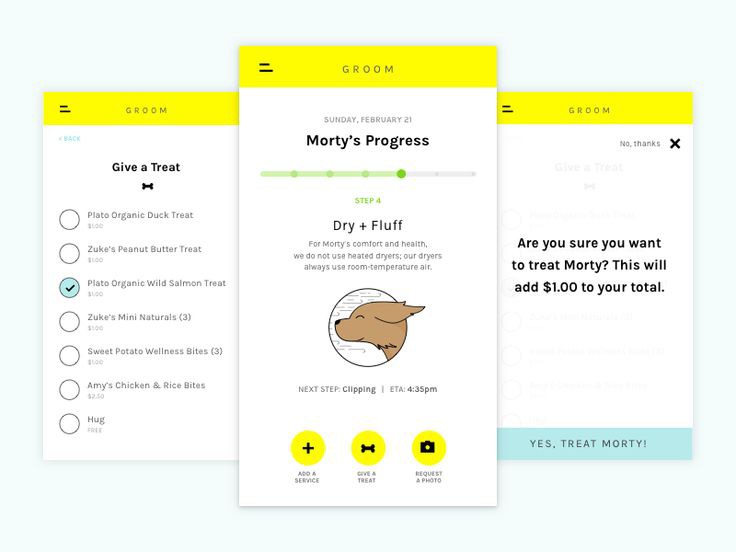 GROOM
< BACK
Give a Treat
Plato Organic Duck Treat
$1.00
Zuke's Peanut Butter Treat
$1.00
Plato Organic Wild Salmon Treat
$1.00
Zuke's Mini Naturals (3)
$1.00
Sweet Potato Wellness Bites (3)
$1.00
Amy's Chicken & Rice Bites
$2.50
Hug
FREE
GROOM
SUNDAY, FEBRUARY 21
Morty's Progress
STEP 4
Dry + Fluff
For Morty's comfort and health,
we do not use heated dryers; our dryers
always use room-temperature air.
NEXT STEP: Clipping | ETA: 4:35pm
ADD A
SERVICE
GIVE A
TREAT
REQUEST
A PHOTO
GROOM
No, thanks
Give a Treat
Are you sure you want
to treat Morty? This will
add $1.00 to your total.
YES, TREAT MORTY!